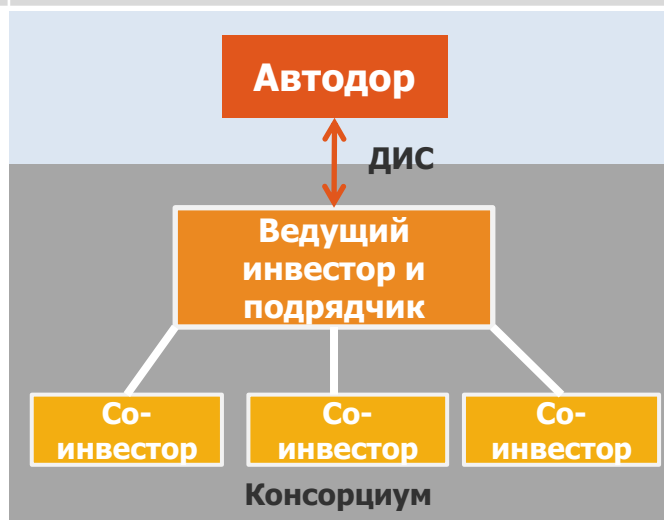 Автодор
ДИС
Ведущий
инвестор и
подрядчик
Со-
инвестор
Со-
инвестор
Со-
инвестор
Консорциум